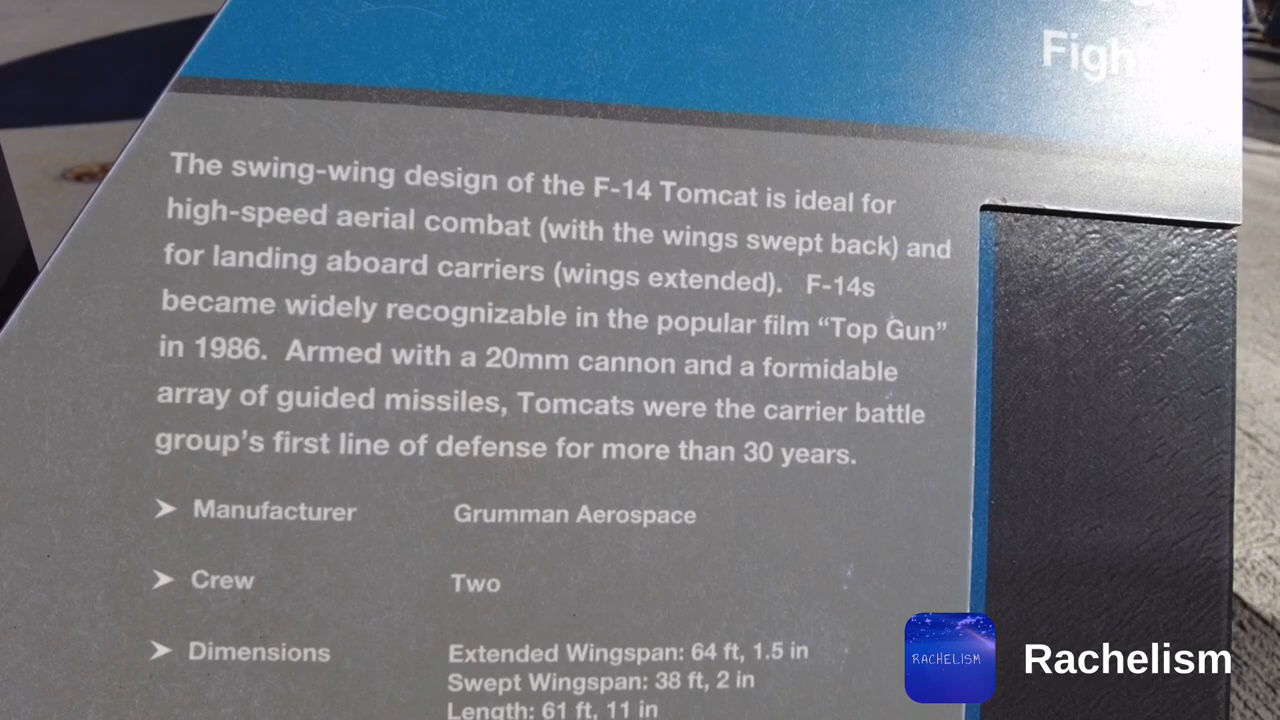 The swing-wing design of the F-14 Tomcat is ideal for
high-speed aerial combat (with the wings swept back) and
for landing aboard carriers (wings extended). F-14s
became widely recognizable in the popular film “Top Gun”
in 1986. Armed with a 20mm cannon and a formidable
array of guided missiles, Tomcats were the carrier battle
group’s first line of defense for more than 30 years.
➤ Manufacturer Grumman Aerospace
➤ Crew Two
➤ Dimensions Extended Wingspan: 64 ft, 1.5 in
Swept Wingspan: 38 ft, 2 in
Length: 61 ft, 11 in
RACHELISM
Rachelism